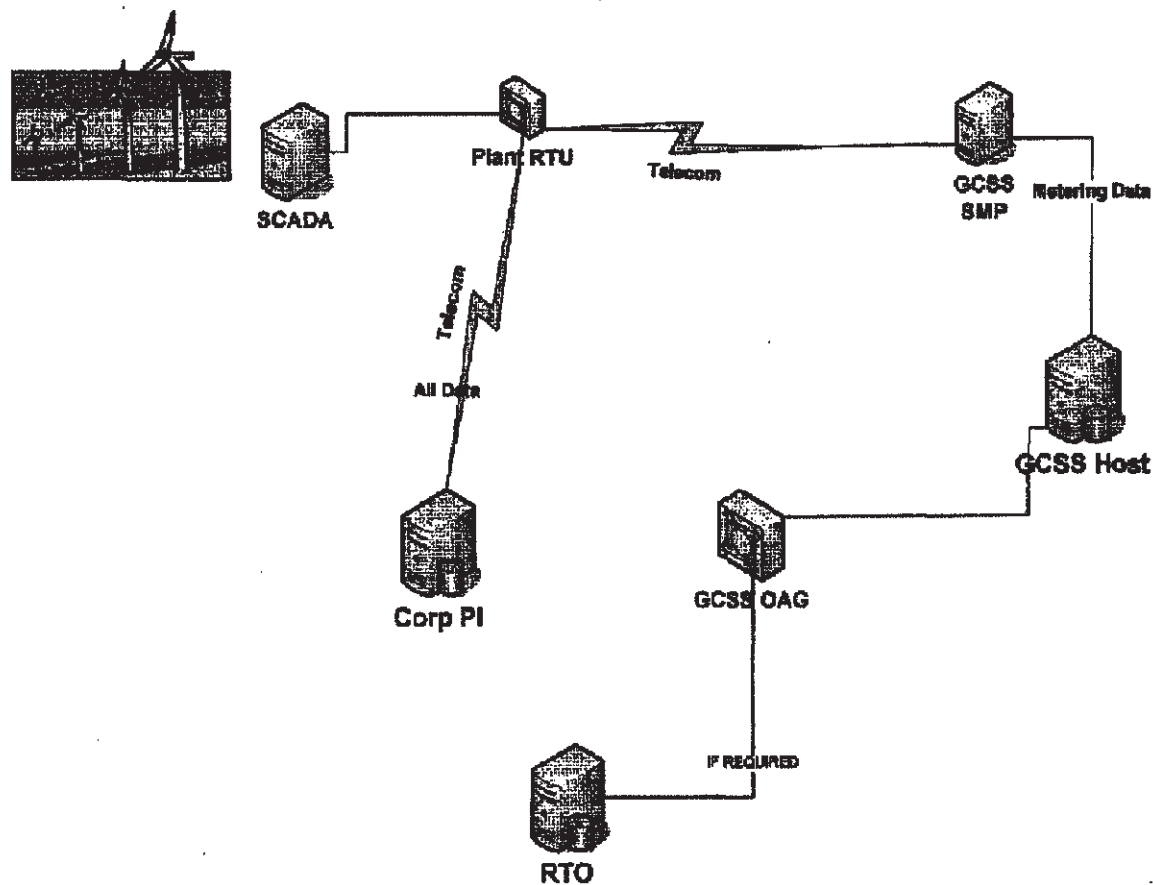 Plant RTU
Telecom
GCSS
SMP
Metering Data
SCADA
Telecom
All Data
GCSS Host
GCSS OAG
Corp PI
IF REQUIRED
RTO